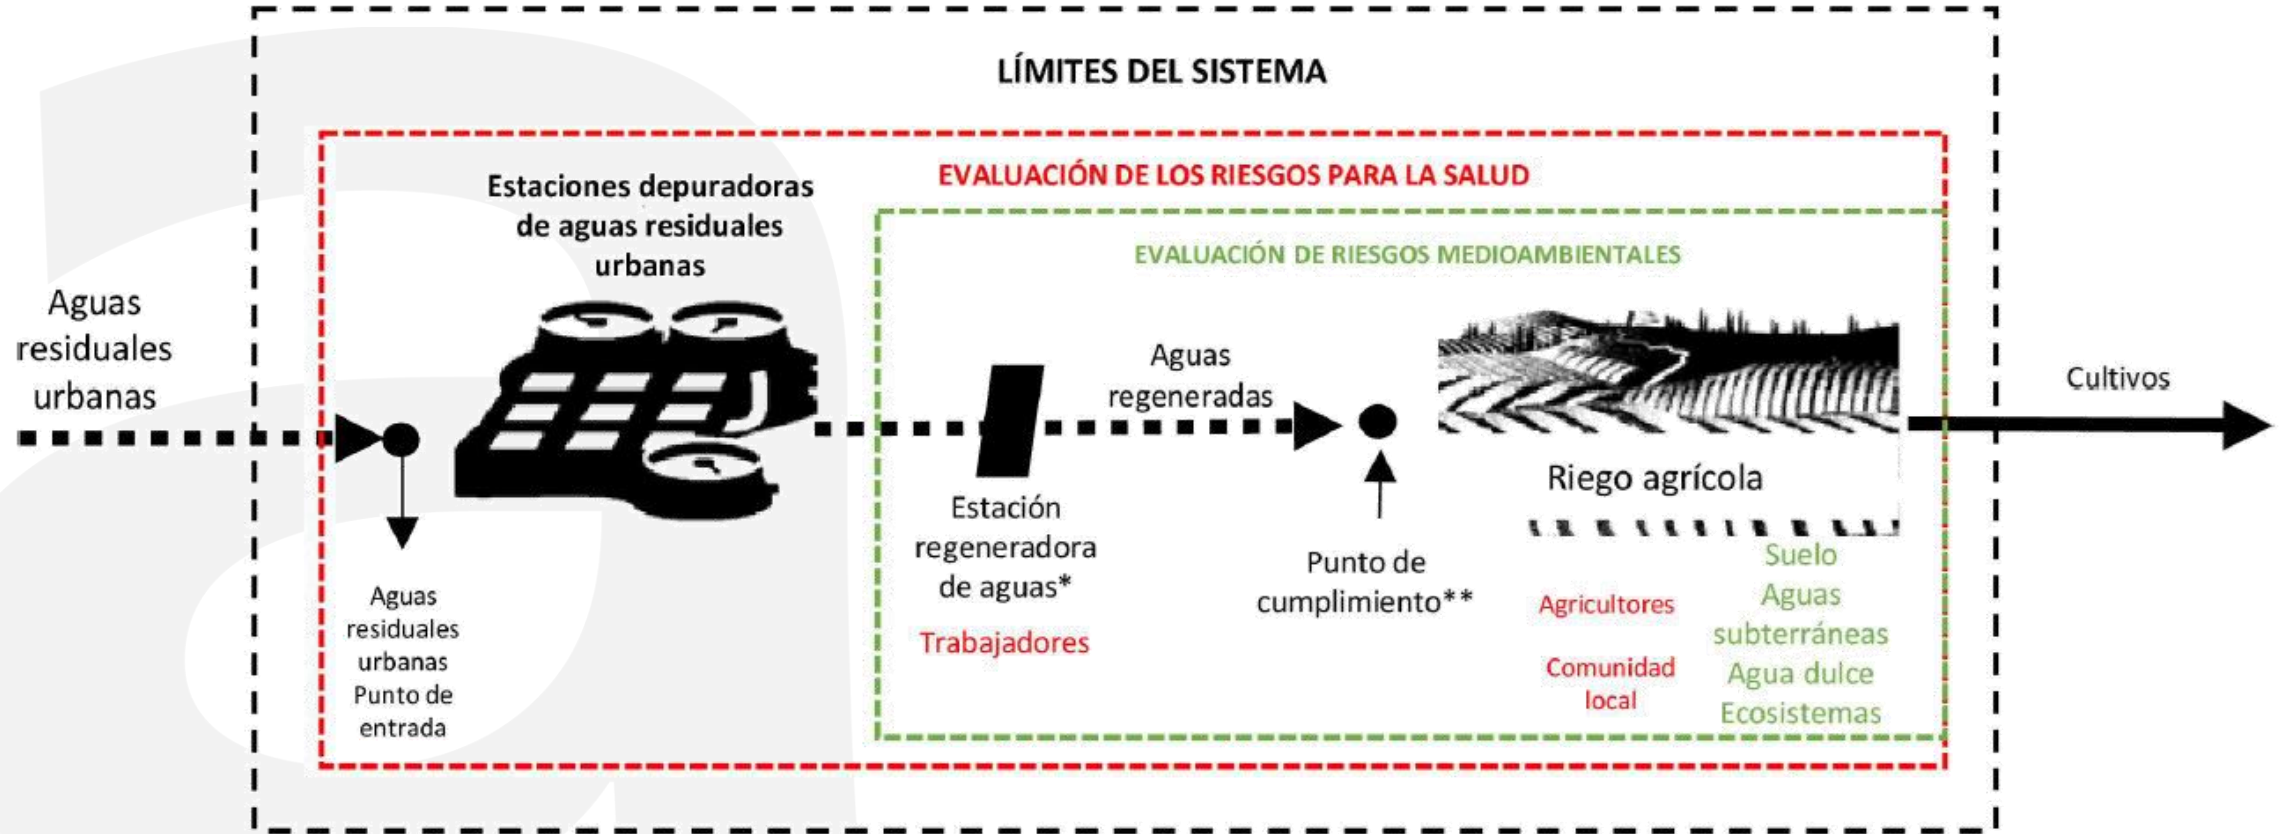 LÍMITES DEL SISTEMA
EVALUACIÓN DE LOS RIESGOS PARA LA SALUD
EVALUACIÓN DE RIESGOS MEDIOAMBIENTALES
Aguas
residuales
urbanas
Estaciones depuradoras
de aguas residuales
urbanas
Aguas
residuales
urbanas
Punto de
entrada
Estación
regeneradora
de aguas*
Trabajadores
Aguas
regeneradas
Punto de
cumplimiento**
Riego agrícola
Agricultores
Comunidad
local
Suelo
Aguas
subterráneas
Agua dulce
Ecosistemas
Cultivos